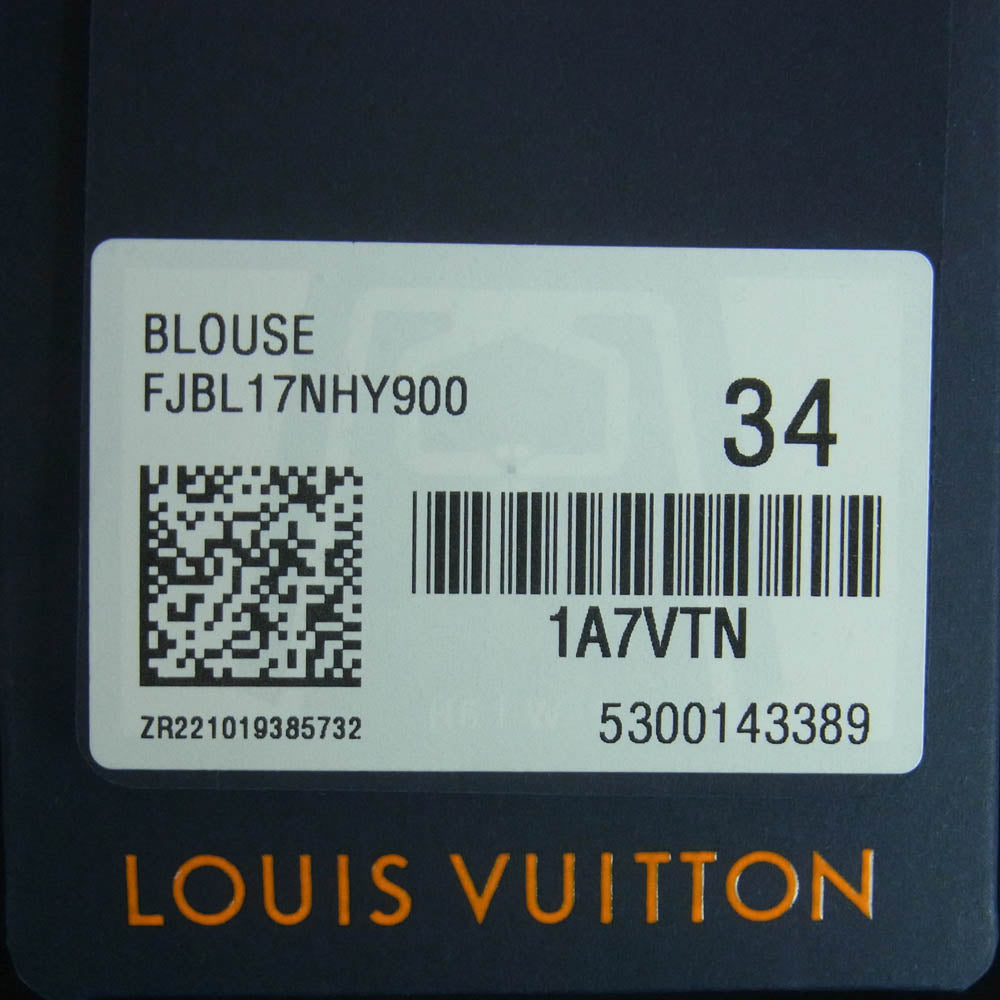 BLOUSE
FJBL17NHY900
34
1A7VTN
ZR221019385732
5300143389
LOUIS VUITTON